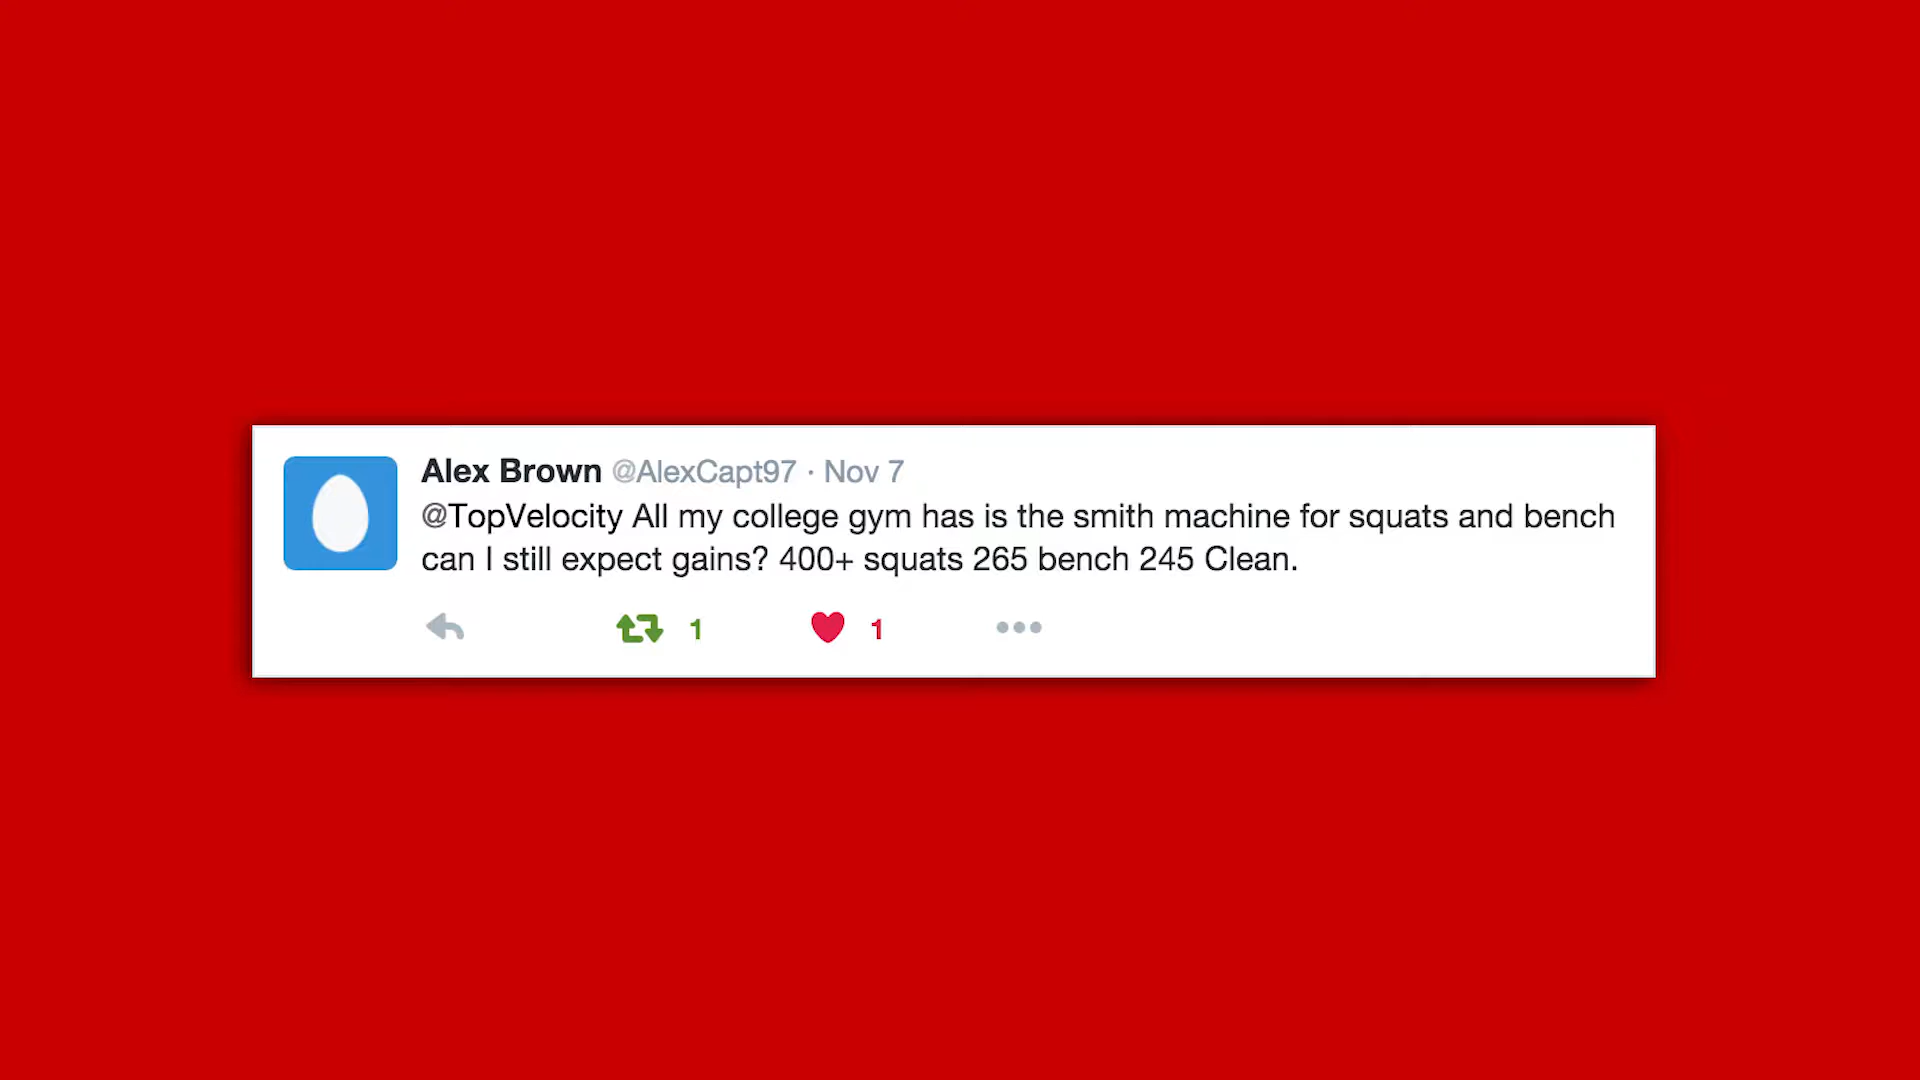 Alex Brown @AlexCapt97 · Nov 7
@TopVelocity All my college gym has is the smith machine for squats and bench
can I still expect gains? 400+ squats 265 bench 245 Clean.
1 1